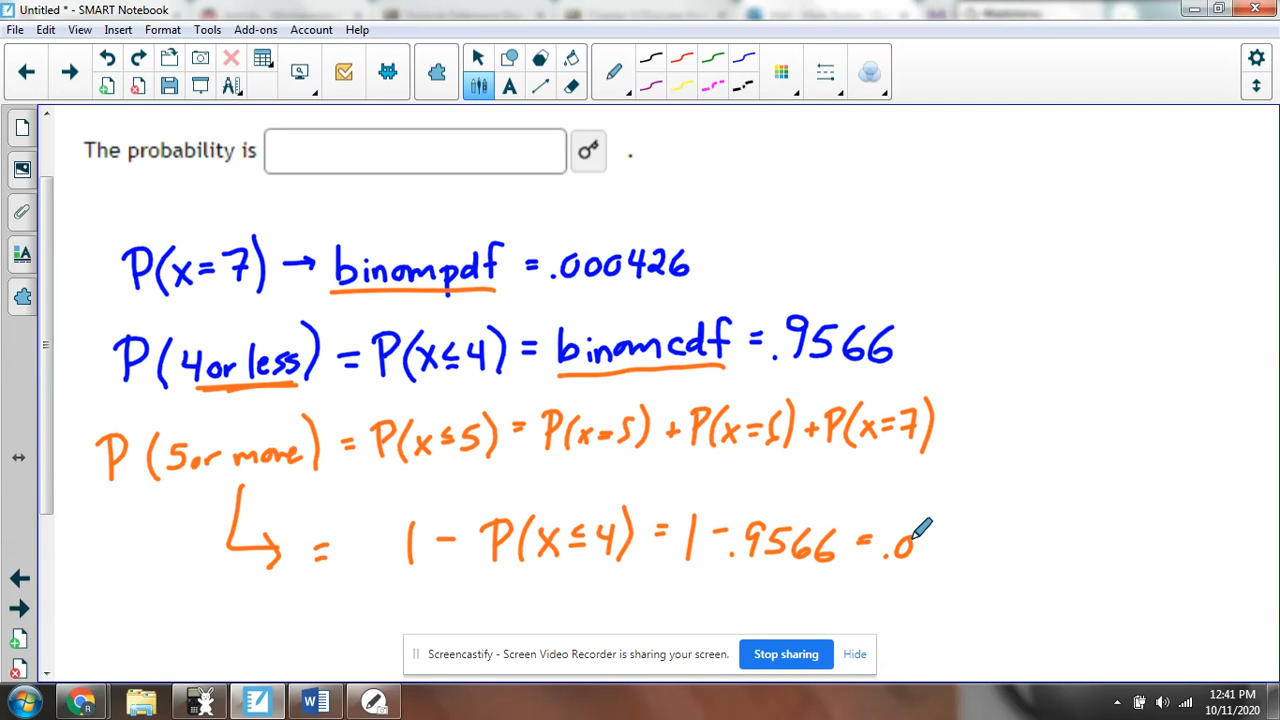 Untitled * - SMART Notebook
File Edit View Insert Format Tools Add-ons Account Help
The probability is .
P(x=7) → binompdf = .000426
P(4 or less) = P(x≤4) = binomcdf = .9566
P(5 or more) = P(x≤5) = P(x=5) + P(x=6) + P(x=7)
= 1 - P(x≤4) = 1 - .9566 = .0
Screencastify - Screen Video Recorder is sharing your screen. Stop sharing Hide
12:41 PM
10/11/2020